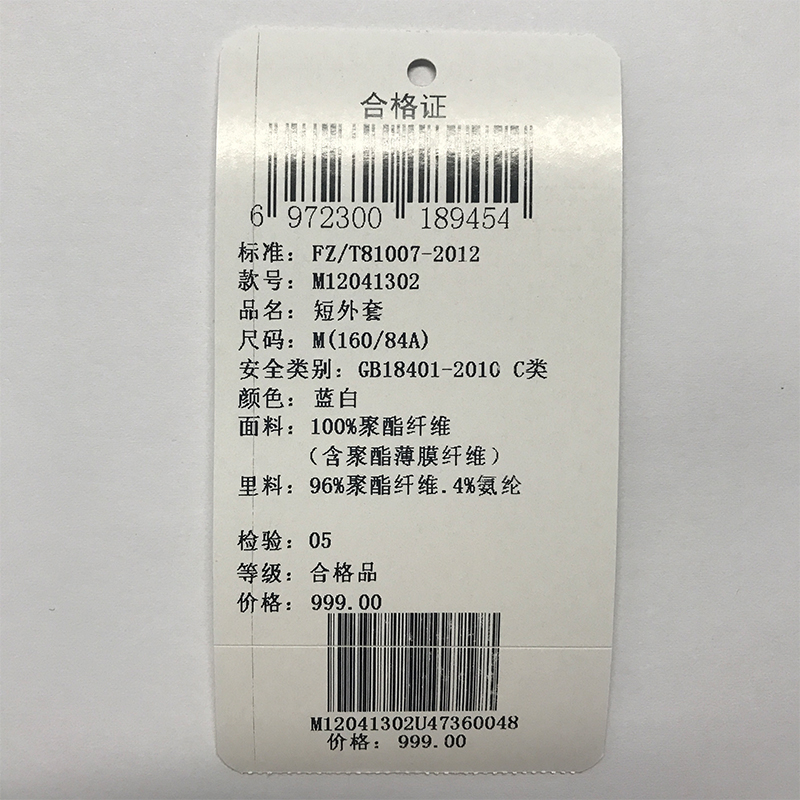 合格证
6 972300 189454
标准：FZ/T81007-2012
款号：M12041302
品名：短外套
尺码：M(160/84A)
安全类别：GB18401-2010 C类
颜色：蓝白
面料：100%聚酯纤维
（含聚酯薄膜纤维）
里料：96%聚酯纤维.4%氨纶
检验：05
等级：合格品
价格：999.00
M12041302U47360048
价格：999.00